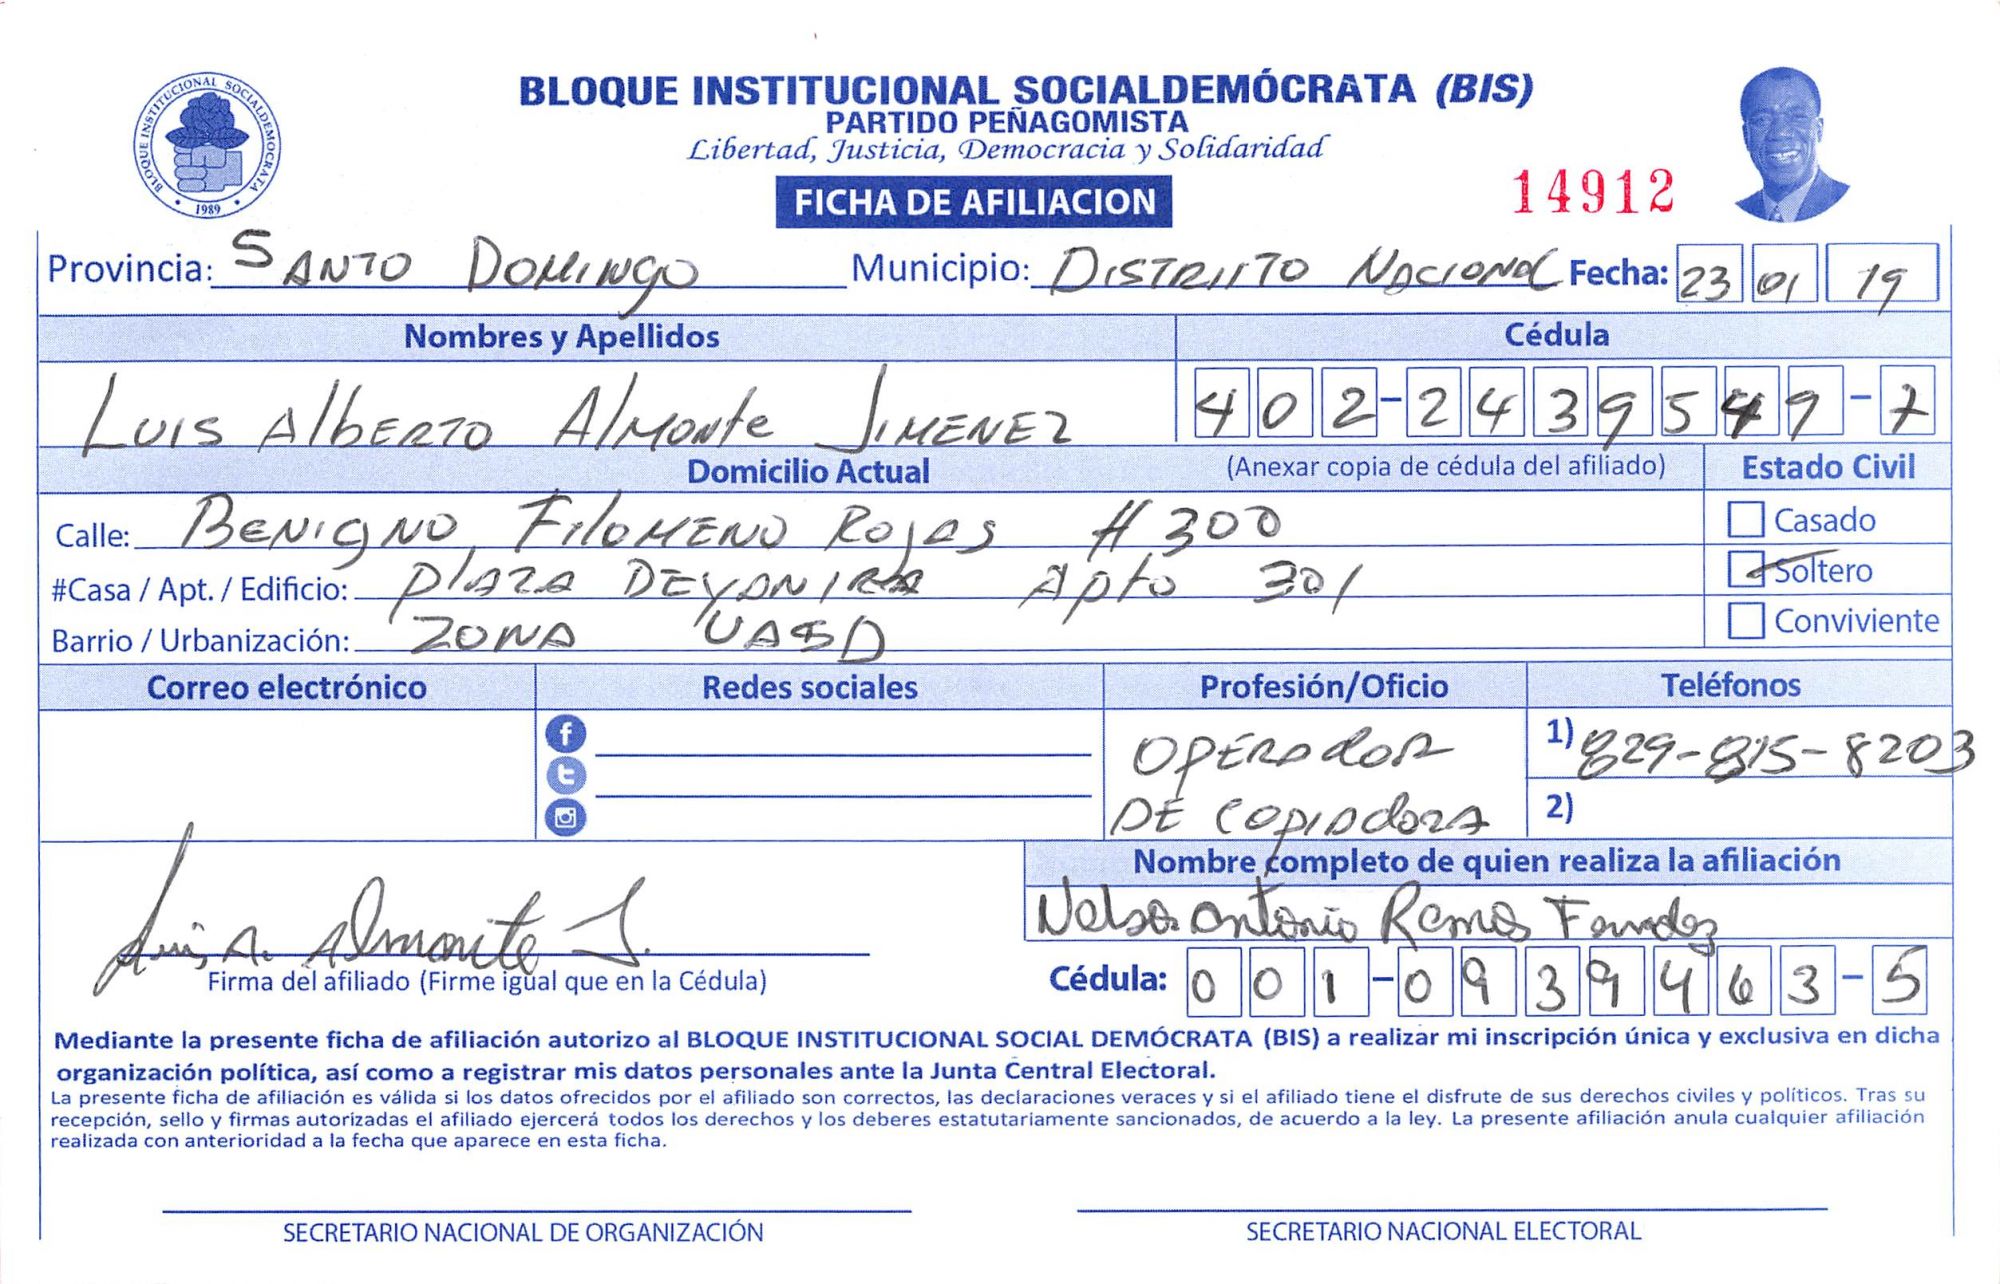 BLOQUE INSTITUCIONAL SOCIALDEMOCRATA
1989
BLOQUE INSTITUCIONAL SOCIALDEMÓCRATA (BIS)
PARTIDO PEÑAGOMISTA
Libertad, Justicia, Democracia y Solidaridad
FICHA DE AFILIACION
14912
Provincia: SANTO DOMINGO Municipio: DISTRIITO NACIONAL Fecha: 23 01 19
Nombres y Apellidos Cédula
LUIS AlbERTO AlMONte JIMENEZ 402-2439549-7
Domicilio Actual (Anexar copia de cédula del afiliado) Estado Civil
Calle: BENIGNO FIlOMENO ROJAS #300 Casado
#Casa / Apt. / Edificio: PlAZA DEYANIRA Apto 301 Soltero
Barrio / Urbanización: ZONA UASD Conviviente
Correo electrónico Redes sociales Profesión/Oficio Teléfonos
OPERAdOR 1) 829-815-8203
DE COPIAdORA 2)
Nombre completo de quien realiza la afiliación
Luis A. Almonte J. Nelson Antonio Ramos
Firma del afiliado (Firme igual que en la Cédula) Cédula: 001-0939463-5
Mediante la presente ficha de afiliación autorizo al BLOQUE INSTITUCIONAL SOCIAL DEMÓCRATA (BIS) a realizar mi inscripción única y exclusiva en dicha
organización política, así como a registrar mis datos personales ante la Junta Central Electoral.
La presente ficha de afiliación es válida si los datos ofrecidos por el afiliado son correctos, las declaraciones veraces y si el afiliado tiene el disfrute de sus derechos civiles y políticos. Tras su
recepción, sello y firmas autorizadas el afiliado ejercerá todos los derechos y los deberes estatutariamente sancionados, de acuerdo a la ley. La presente afiliación anula cualquier afiliación
realizada con anterioridad a la fecha que aparece en esta ficha.
SECRETARIO NACIONAL DE ORGANIZACIÓN SECRETARIO NACIONAL ELECTORAL